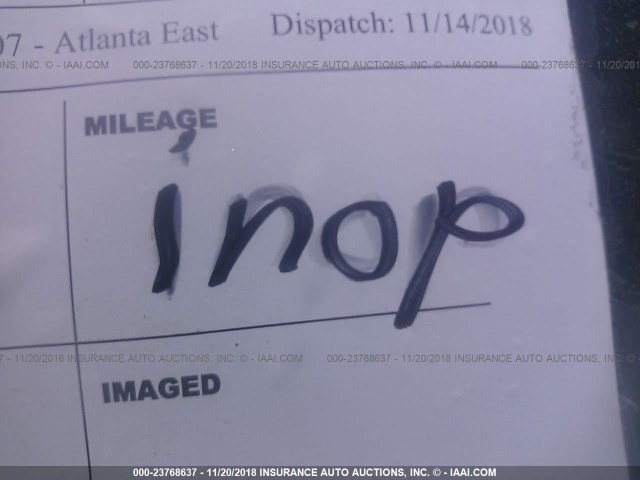 07 - Atlanta East Dispatch: 11/14/2018
INC. © - IAAI.COM 000-23768637 - 11/20/2018 INSURANCE AUTO AUCTIONS, INC. © - IAAI.COM 000-23768637 - 11/20/2018
MILEAGE
inop
- 11/20/2018 INSURANCE AUTO AUCTIONS, INC. © - IAAI.COM 000-23768637 - 11/20/2018 INSURANCE AUTO AUCTIONS, INC.
IMAGED
000-23768637 - 11/20/2018 INSURANCE AUTO AUCTIONS, INC. © - IAAI.COM